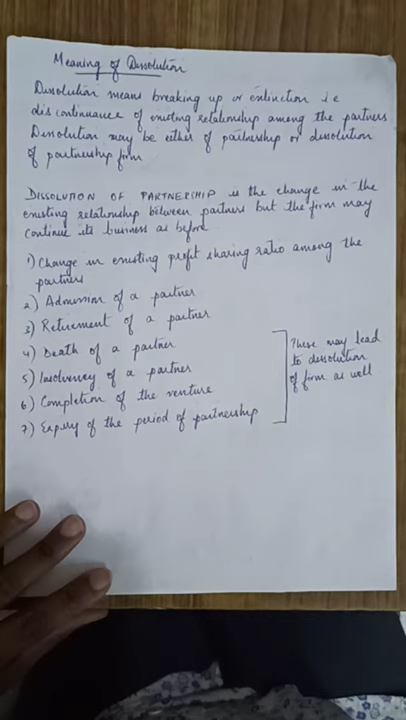 Meaning of Dissolution
Dissolution means breaking up or extinction i.e
discontinuance of existing relationship among the partners
Dissolution may be either of partnership or dissolution
of partnership firm
DISSOLUTION OF PARTNERSHIP is the change in the
existing relationship between partners but the firm may
continue its business as before
1) Change in existing profit sharing ratio among the
partners
2) Admission of a partner
3) Retirement of a partner
4) Death of a partner
5) Insolvency of a partner
6) Completion of the venture
7) Expiry of the period of partnership
These may lead
to dissolution
of firm as well